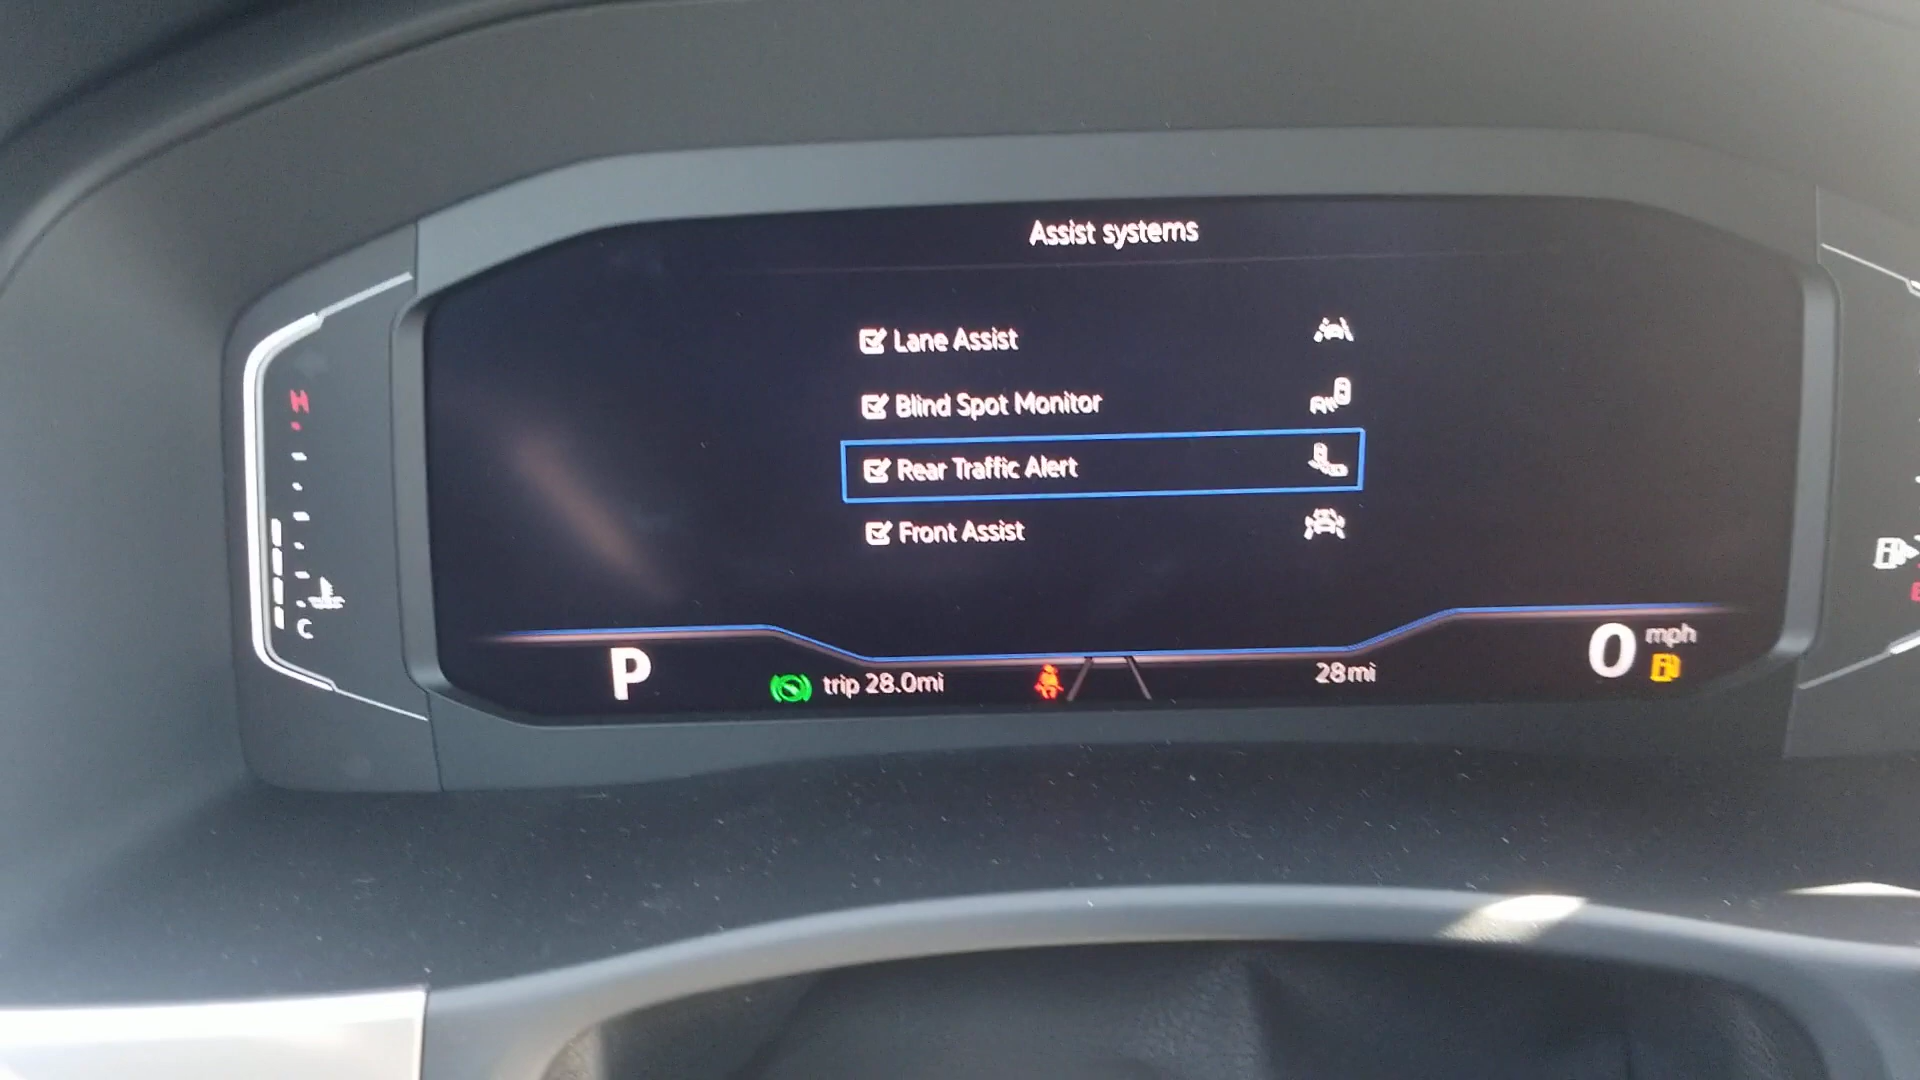 Assist systems
Lane Assist
Blind Spot Monitor
Rear Traffic Alert
Front Assist
H
C
P
trip 28.0mi
28mi
0 mph